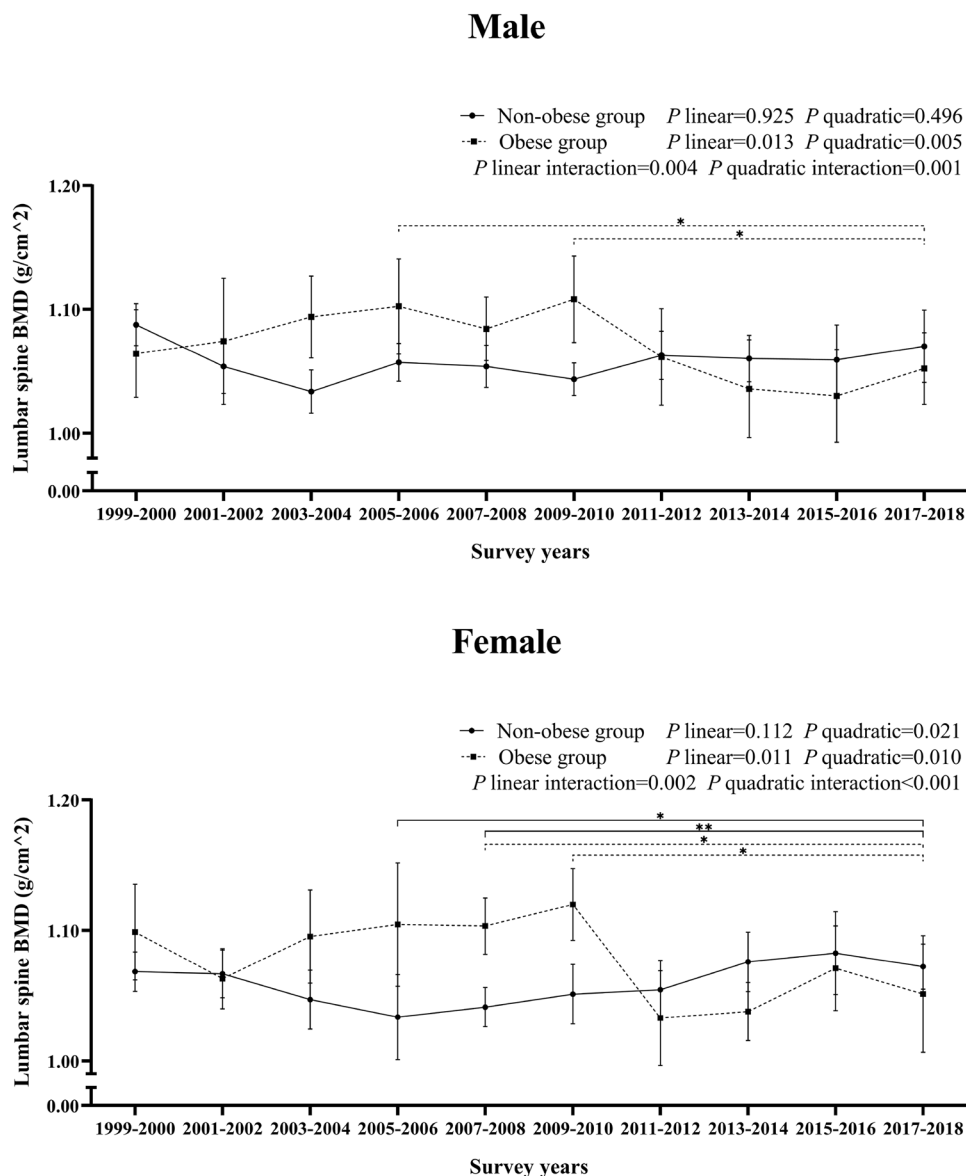 Male
Non-obese group P linear=0.925 P quadratic=0.496
Obese group P linear=0.013 P quadratic=0.005
P linear interaction=0.004 P quadratic interaction=0.001
1.20
*
*
1.10
1.00
0.00
Lumbar spine BMD (g/cm^2)
1999-2000 2001-2002 2003-2004 2005-2006 2007-2008 2009-2010 2011-2012 2013-2014 2015-2016 2017-2018
Survey years
Female
Non-obese group P linear=0.112 P quadratic=0.021
Obese group P linear=0.011 P quadratic=0.010
P linear interaction=0.002 P quadratic interaction<0.001
1.20
*
**
*
*
1.10
1.00
0.00
Lumbar spine BMD (g/cm^2)
1999-2000 2001-2002 2003-2004 2005-2006 2007-2008 2009-2010 2011-2012 2013-2014 2015-2016 2017-2018
Survey years